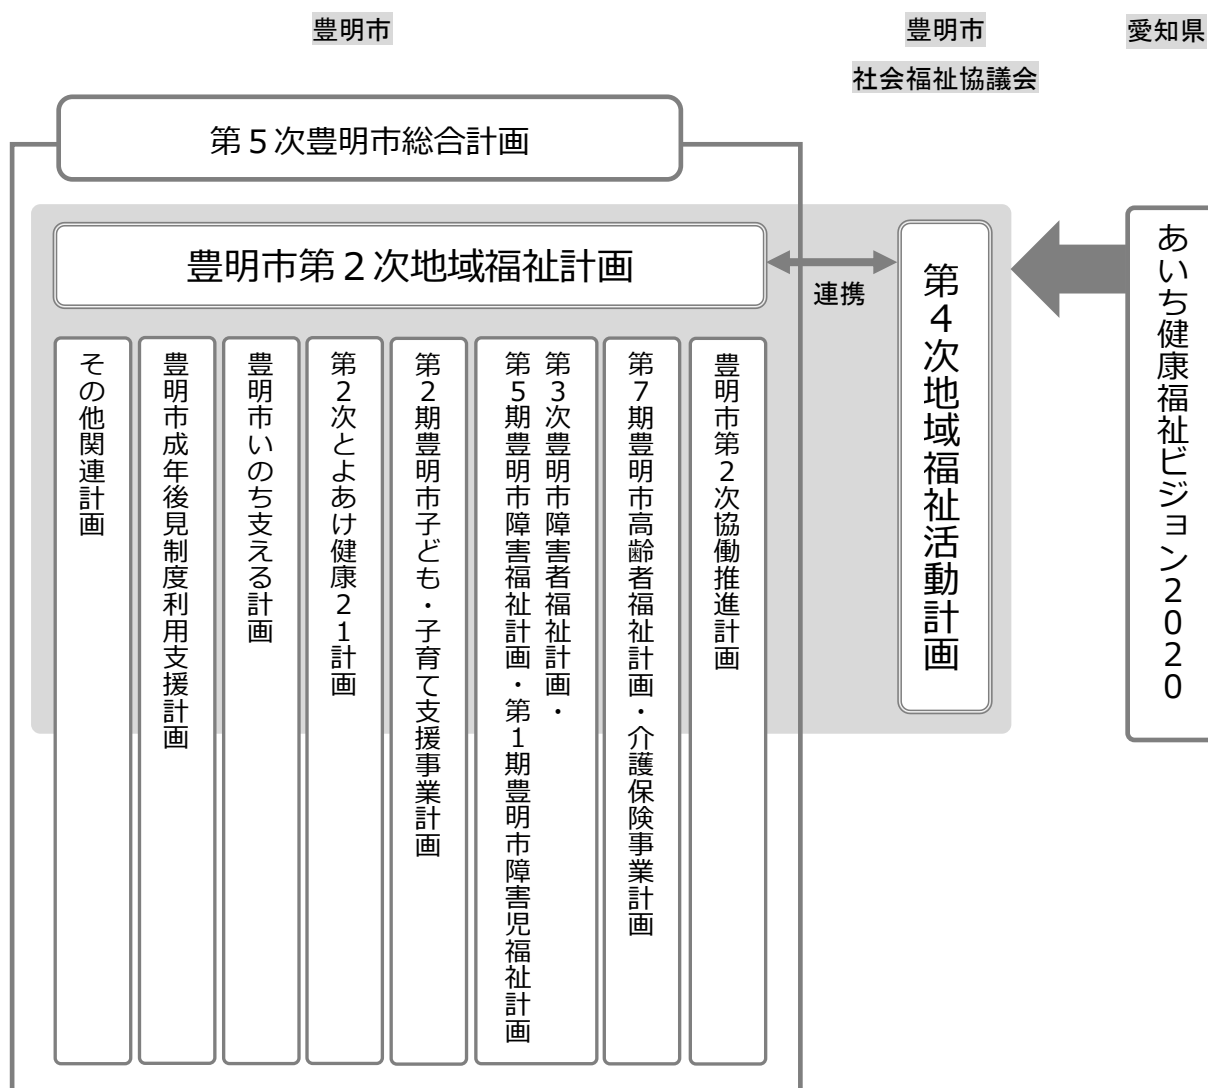 豊明市
豊明市
社会福祉協議会
愛知県
第５次豊明市総合計画
豊明市第２次地域福祉計画
連携
第４次地域福祉活動計画
あいち健康福祉ビジョン２０２０
豊明市第２次協働推進計画
第７期豊明市高齢者福祉計画・介護保険事業計画
第３次豊明市障害者福祉計画・
第５期豊明市障害福祉計画・第１期豊明市障害児福祉計画
第２期豊明市子ども・子育て支援事業計画
第２次とよあけ健康２１計画
豊明市いのち支える計画
豊明市成年後見制度利用支援計画
その他関連計画